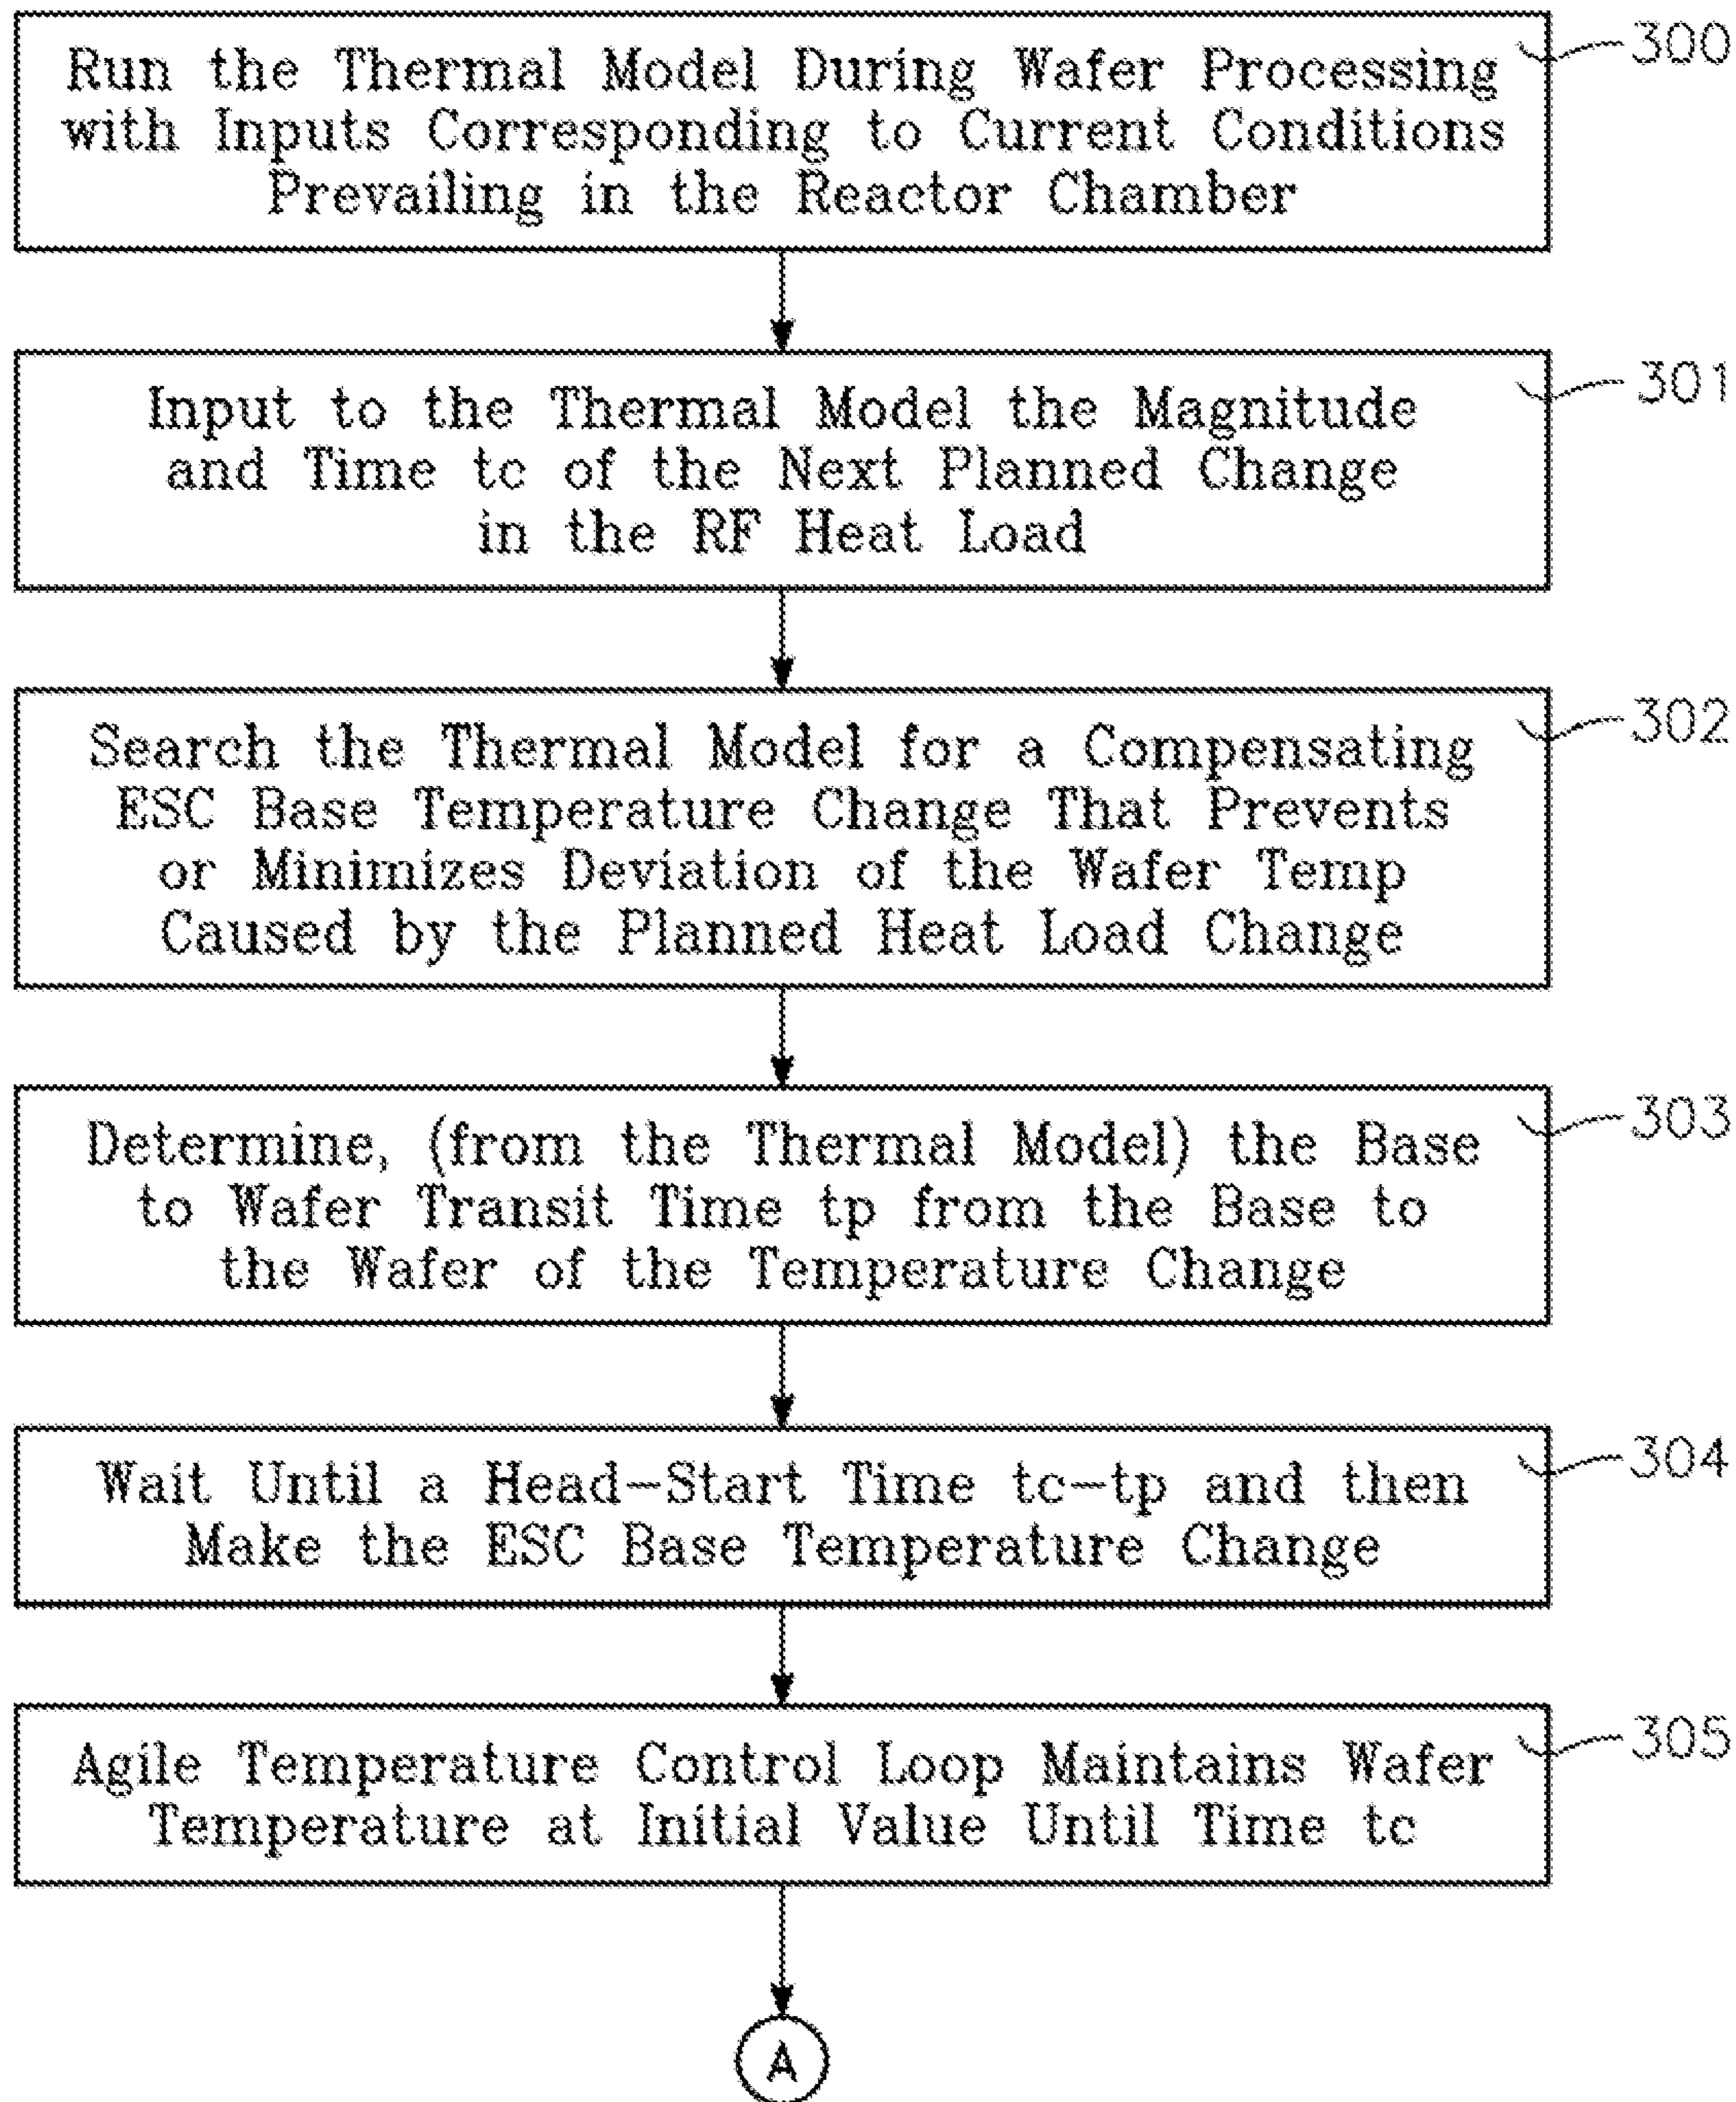 Run the Thermal Model During Wafer Processing
with Inputs Corresponding to Current Conditions
Prevailing in the Reactor Chamber
300
Input to the Thermal Model the Magnitude
and Time tc of the Next Planned Change
in the RF Heat Load
301
Search the Thermal Model for a Compensating
ESC Base Temperature Change That Prevents
or Minimizes Deviation of the Wafer Temp
Caused by the Planned Heat Load Change
302
Determine, (from the Thermal Model) the Base
to Wafer Transit Time tp from the Base to
the Wafer of the Temperature Change
303
Wait Until a Head-Start Time tc-tp and then
Make the ESC Base Temperature Change
304
Agile Temperature Control Loop Maintains Wafer
Temperature at Initial Value Until Time tc
305
A